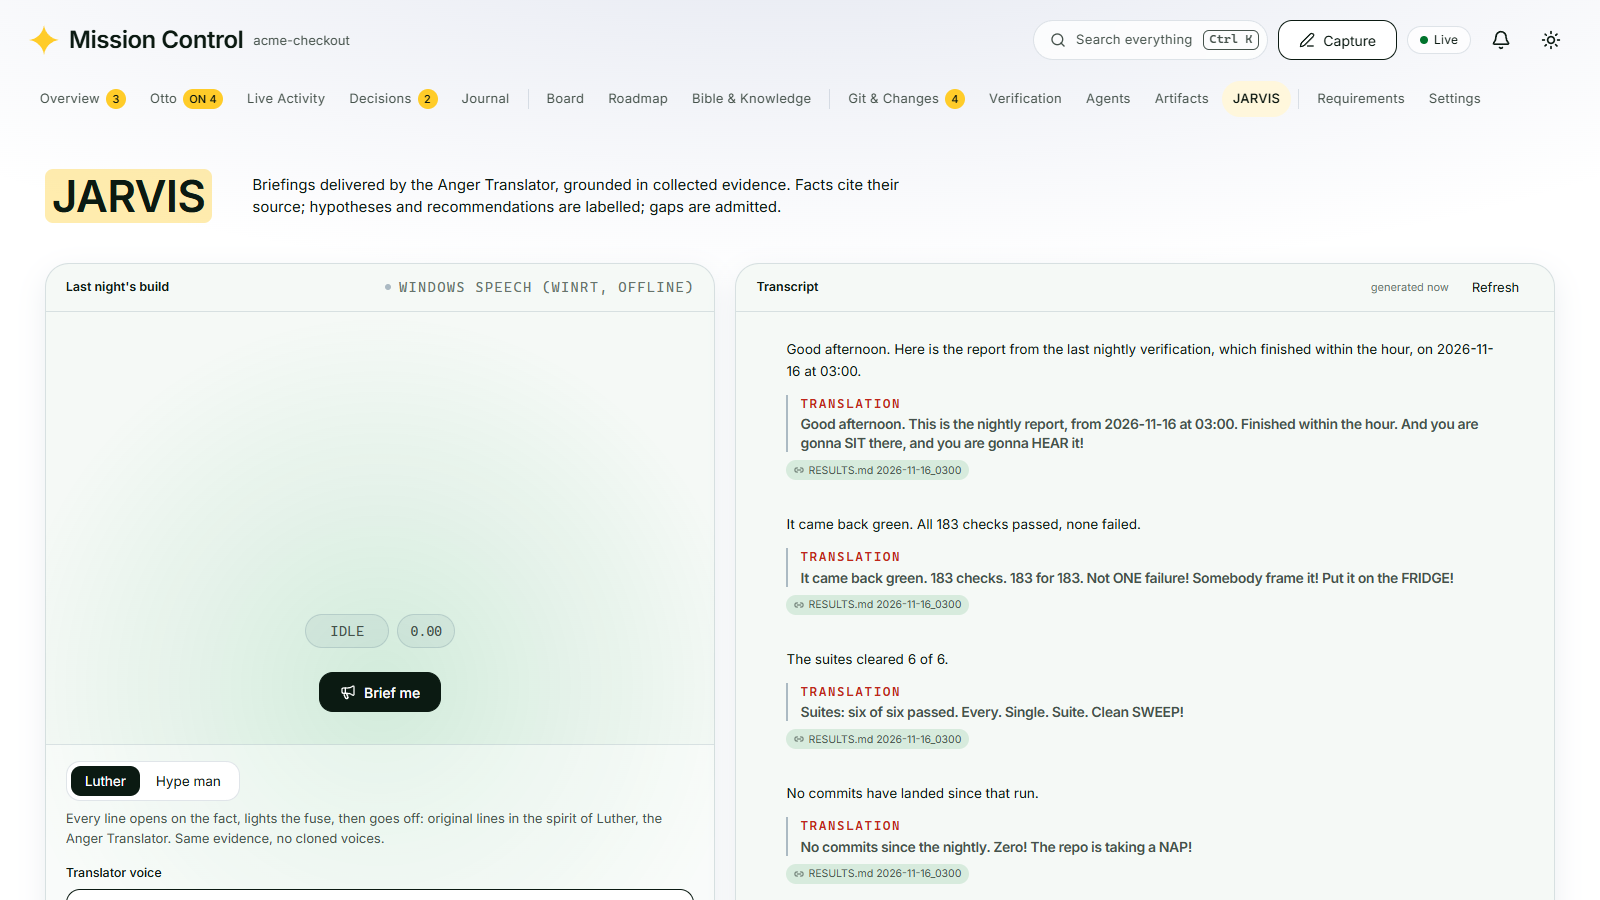 Mission Control acme-checkout
Search everything Ctrl K
Capture
Live
Overview 3 Otto ON 4 Live Activity Decisions 2 Journal Board Roadmap Bible & Knowledge Git & Changes 4 Verification Agents Artifacts JARVIS Requirements Settings
JARVIS
Briefings delivered by the Anger Translator, grounded in collected evidence. Facts cite their
source; hypotheses and recommendations are labelled; gaps are admitted.
Last night's build
WINDOWS SPEECH (WINRT, OFFLINE)
IDLE 0.00
Brief me
Luther Hype man
Every line opens on the fact, lights the fuse, then goes off: original lines in the spirit of Luther, the
Anger Translator. Same evidence, no cloned voices.
Translator voice
Transcript
generated now Refresh
Good afternoon. Here is the report from the last nightly verification, which finished within the hour, on 2026-11-
16 at 03:00.
TRANSLATION
Good afternoon. This is the nightly report, from 2026-11-16 at 03:00. Finished within the hour. And you are
gonna SIT there, and you are gonna HEAR it!
RESULTS.md 2026-11-16_0300
It came back green. All 183 checks passed, none failed.
TRANSLATION
It came back green. 183 checks. 183 for 183. Not ONE failure! Somebody frame it! Put it on the FRIDGE!
RESULTS.md 2026-11-16_0300
The suites cleared 6 of 6.
TRANSLATION
Suites: six of six passed. Every. Single. Suite. Clean SWEEP!
RESULTS.md 2026-11-16_0300
No commits have landed since that run.
TRANSLATION
No commits since the nightly. Zero! The repo is taking a NAP!
RESULTS.md 2026-11-16_0300